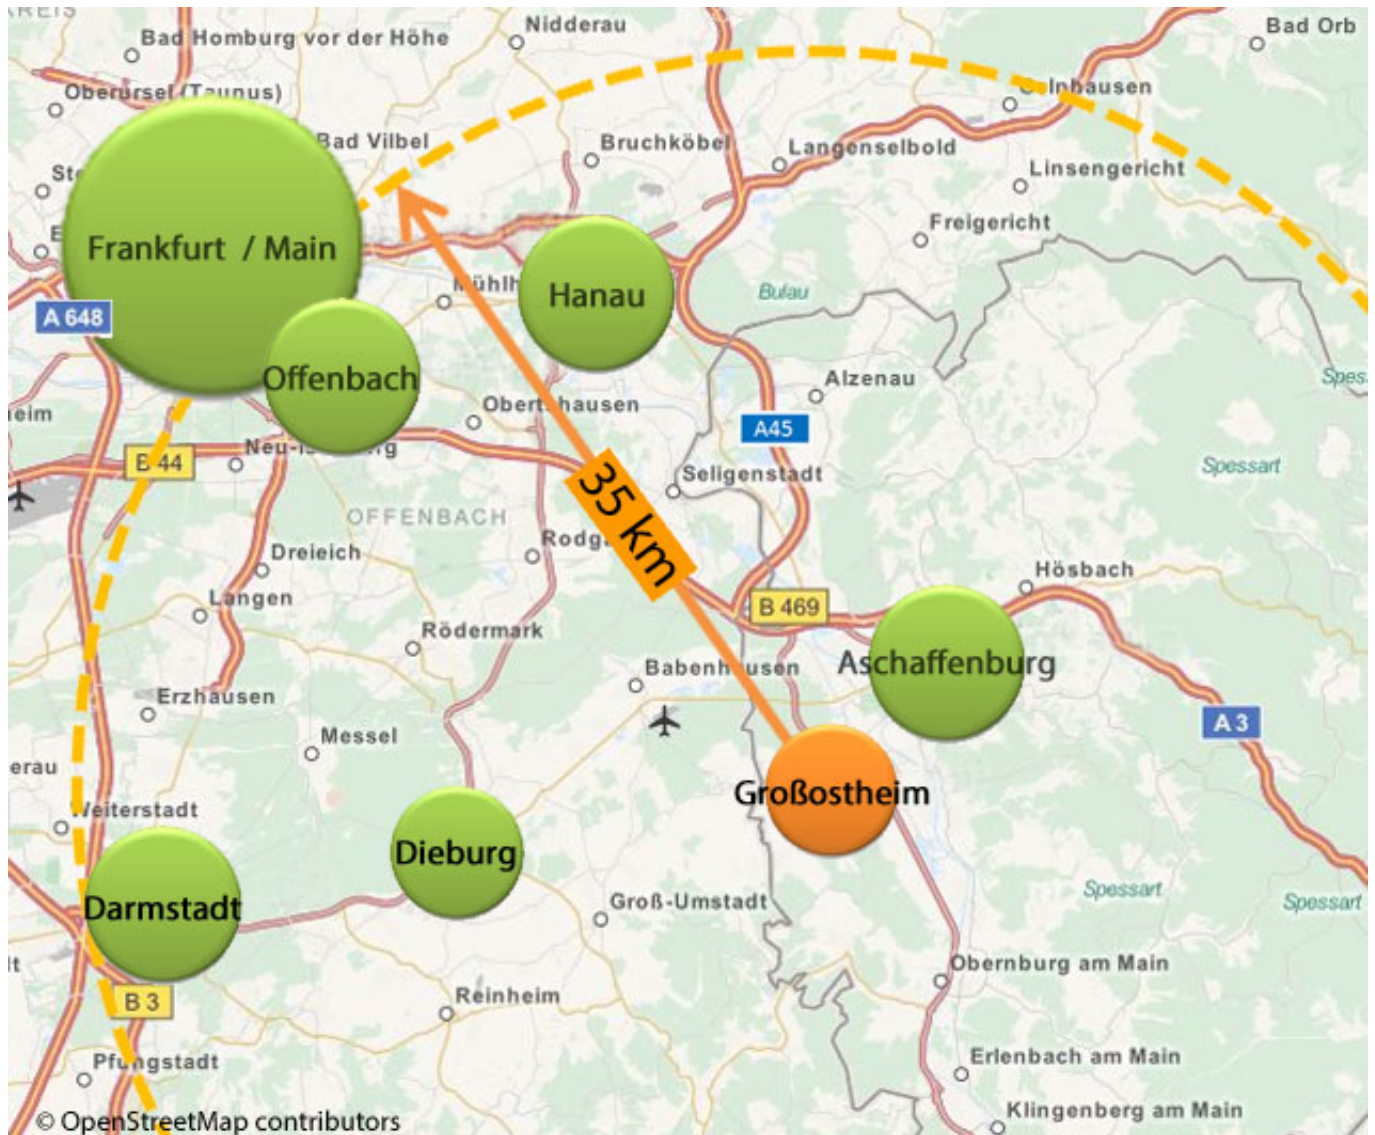 KREIS
Bad Homburg vor der Höhe
Nidderau
Bad Orb
Oberursel (Taunus)
Gelnhausen
Bad Vilbel
Bruchköbel
Langenselbold
Linsengericht
Freigericht
Frankfurt / Main
Hanau
Bulau
A 648
Offenbach
Alzenau
Spessart
A45
B 44
Seligenstadt
Spessart
35 km
OFFENBACH
Dreieich
Hösbach
Langen
B 469
Rödermark
Babenhausen
Aschaffenburg
Erzhausen
A 3
Messel
Großostheim
Weiterstadt
Dieburg
Darmstadt
Groß-Umstadt
Spessart
Spessart
Obernburg am Main
B 3
Reinheim
Pfungstadt
Erlenbach am Main
Klingenberg am Main
© OpenStreetMap contributors